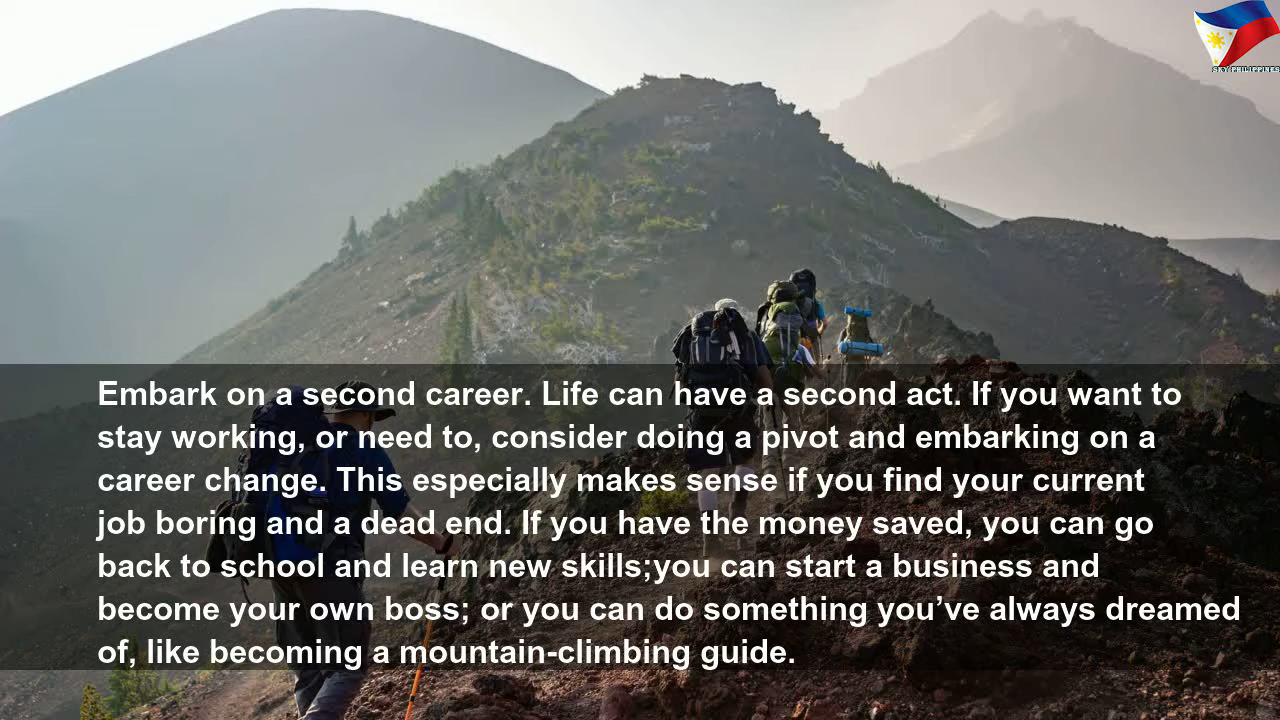 SKY PHILIPPINES
Embark on a second career. Life can have a second act. If you want to
stay working, or need to, consider doing a pivot and embarking on a
career change. This especially makes sense if you find your current
job boring and a dead end. If you have the money saved, you can go
back to school and learn new skills;you can start a business and
become your own boss; or you can do something you’ve always dreamed
of, like becoming a mountain-climbing guide.